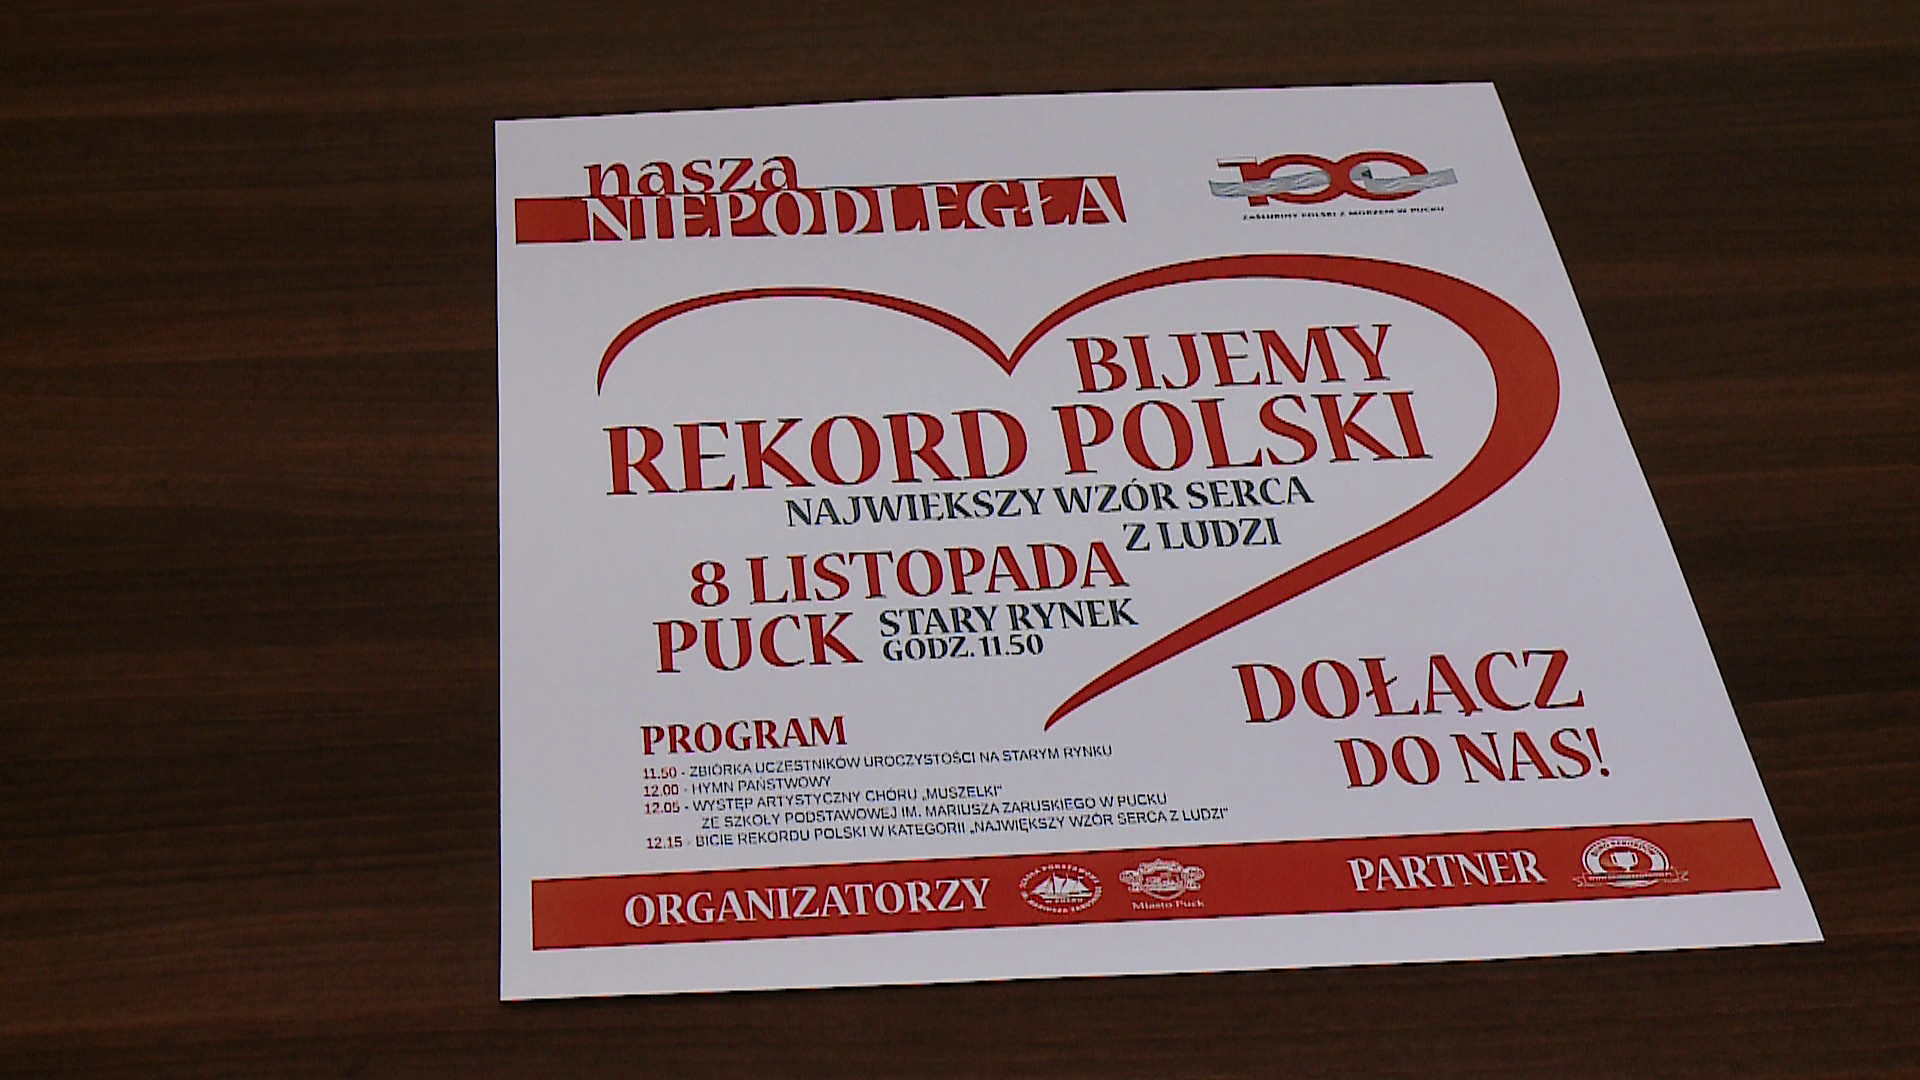 nasza
NIEPODLEGŁA
100
ZAŚLUBINY POLSKI Z MORZEM W PUCKU
BIJEMY
REKORD POLSKI
NAJWIĘKSZY WZÓR SERCA
Z LUDZI
8 LISTOPADA
PUCK STARY RYNEK
GODZ. 11.50
DOŁĄCZ
DO NAS!
PROGRAM
11.50 - ZBIÓRKA UCZESTNIKÓW UROCZYSTOŚCI NA STARYM RYNKU
12.00 - HYMN PAŃSTWOWY
12.05 - WYSTĘP ARTYSTYCZNY CHÓRU „MUSZELKI"
ZE SZKOŁY PODSTAWOWEJ IM. MARIUSZA ZARUSKIEGO W PUCKU
12.15 - BICIE REKORDU POLSKI W KATEGORII „NAJWIĘKSZY WZÓR SERCA Z LUDZI"
ORGANIZATORZY
Miasto Puck
PARTNER